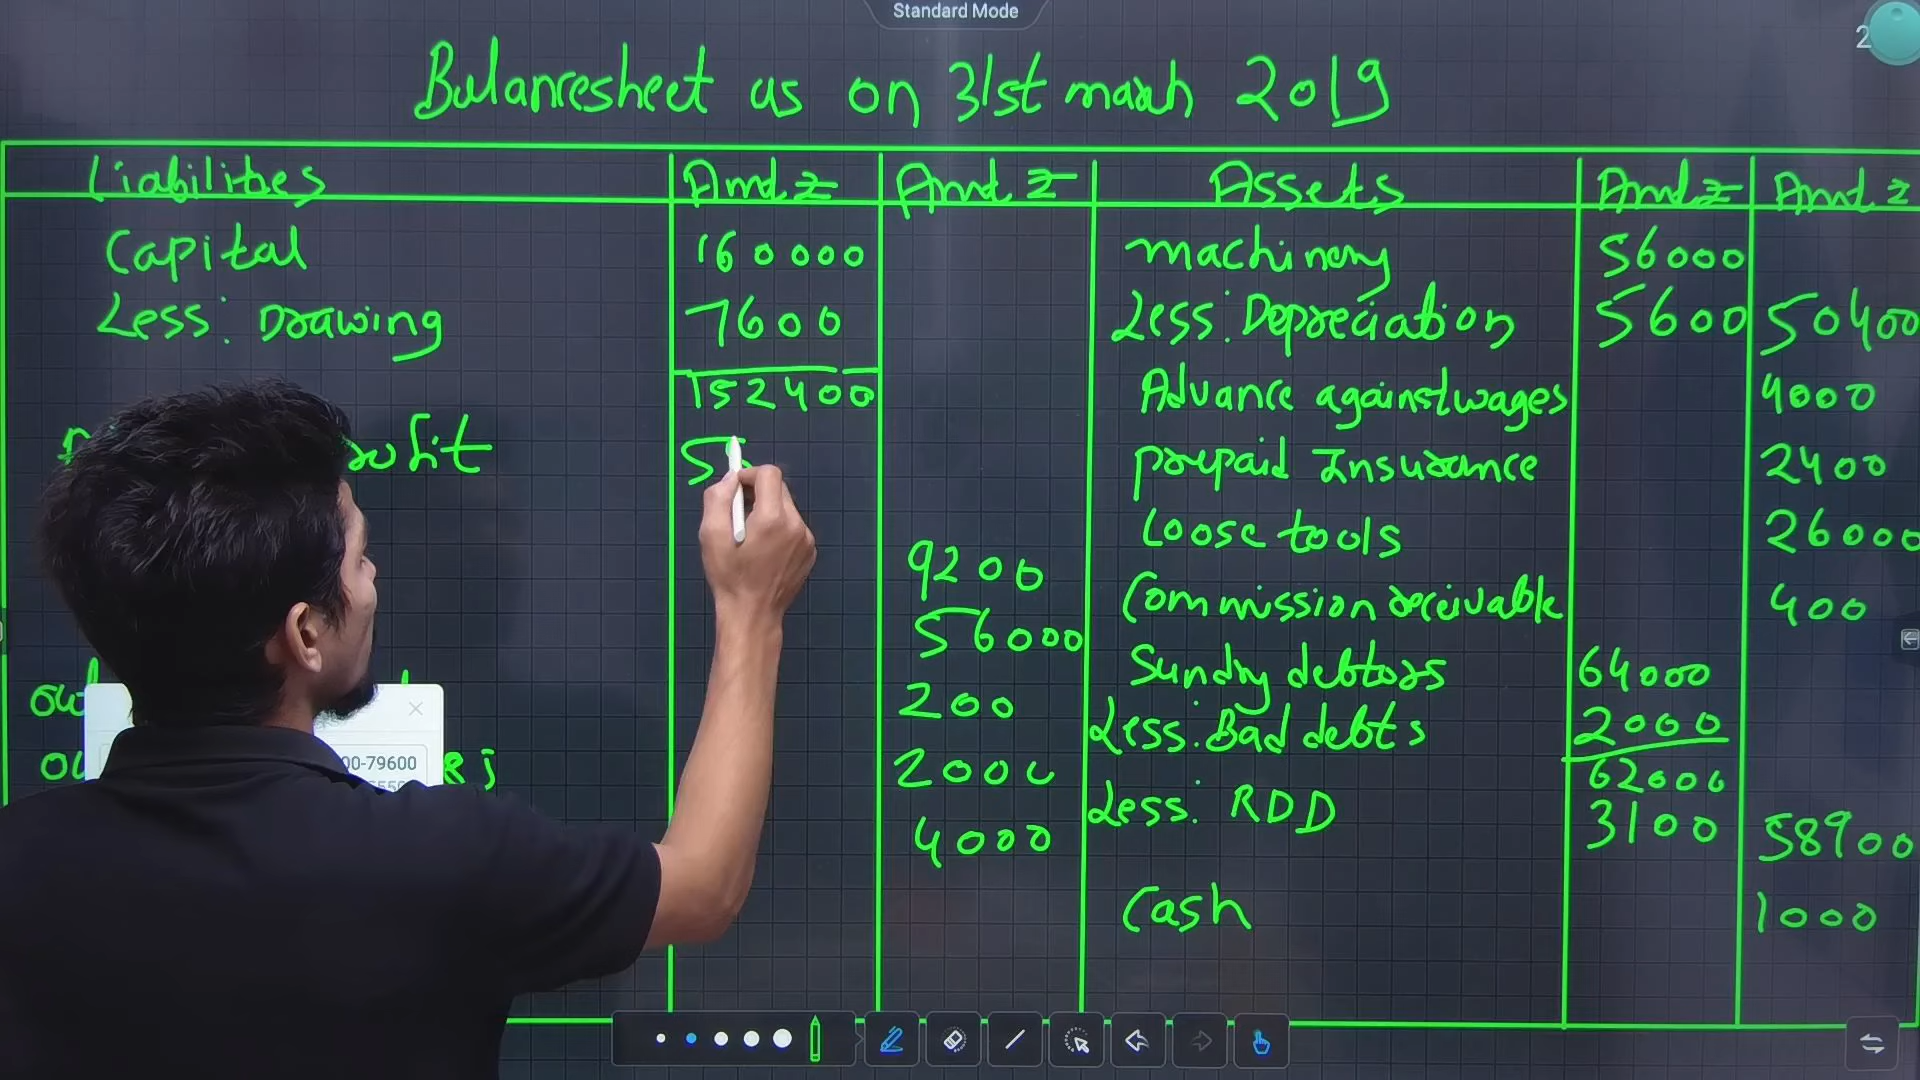 Standard Mode
2
Balancesheet as on 31st march 2019
Liabilities Amt. ₹ Amt. ₹ Assets Amt. ₹ Amt. ₹
Capital 160000 machinery 56000
Less: Drawing 7600 Less: Depreciation 5600 50400
152400 Advance against wages 4000
prepaid Insurance 2400
Loose tools 26000
9200 Commission receivable 400
56000 Sundry debtors 64000
200 Less: Bad debts 2000
2000 62000
4000 Less: RDD 3100 58900
Cash 1000
00-79600